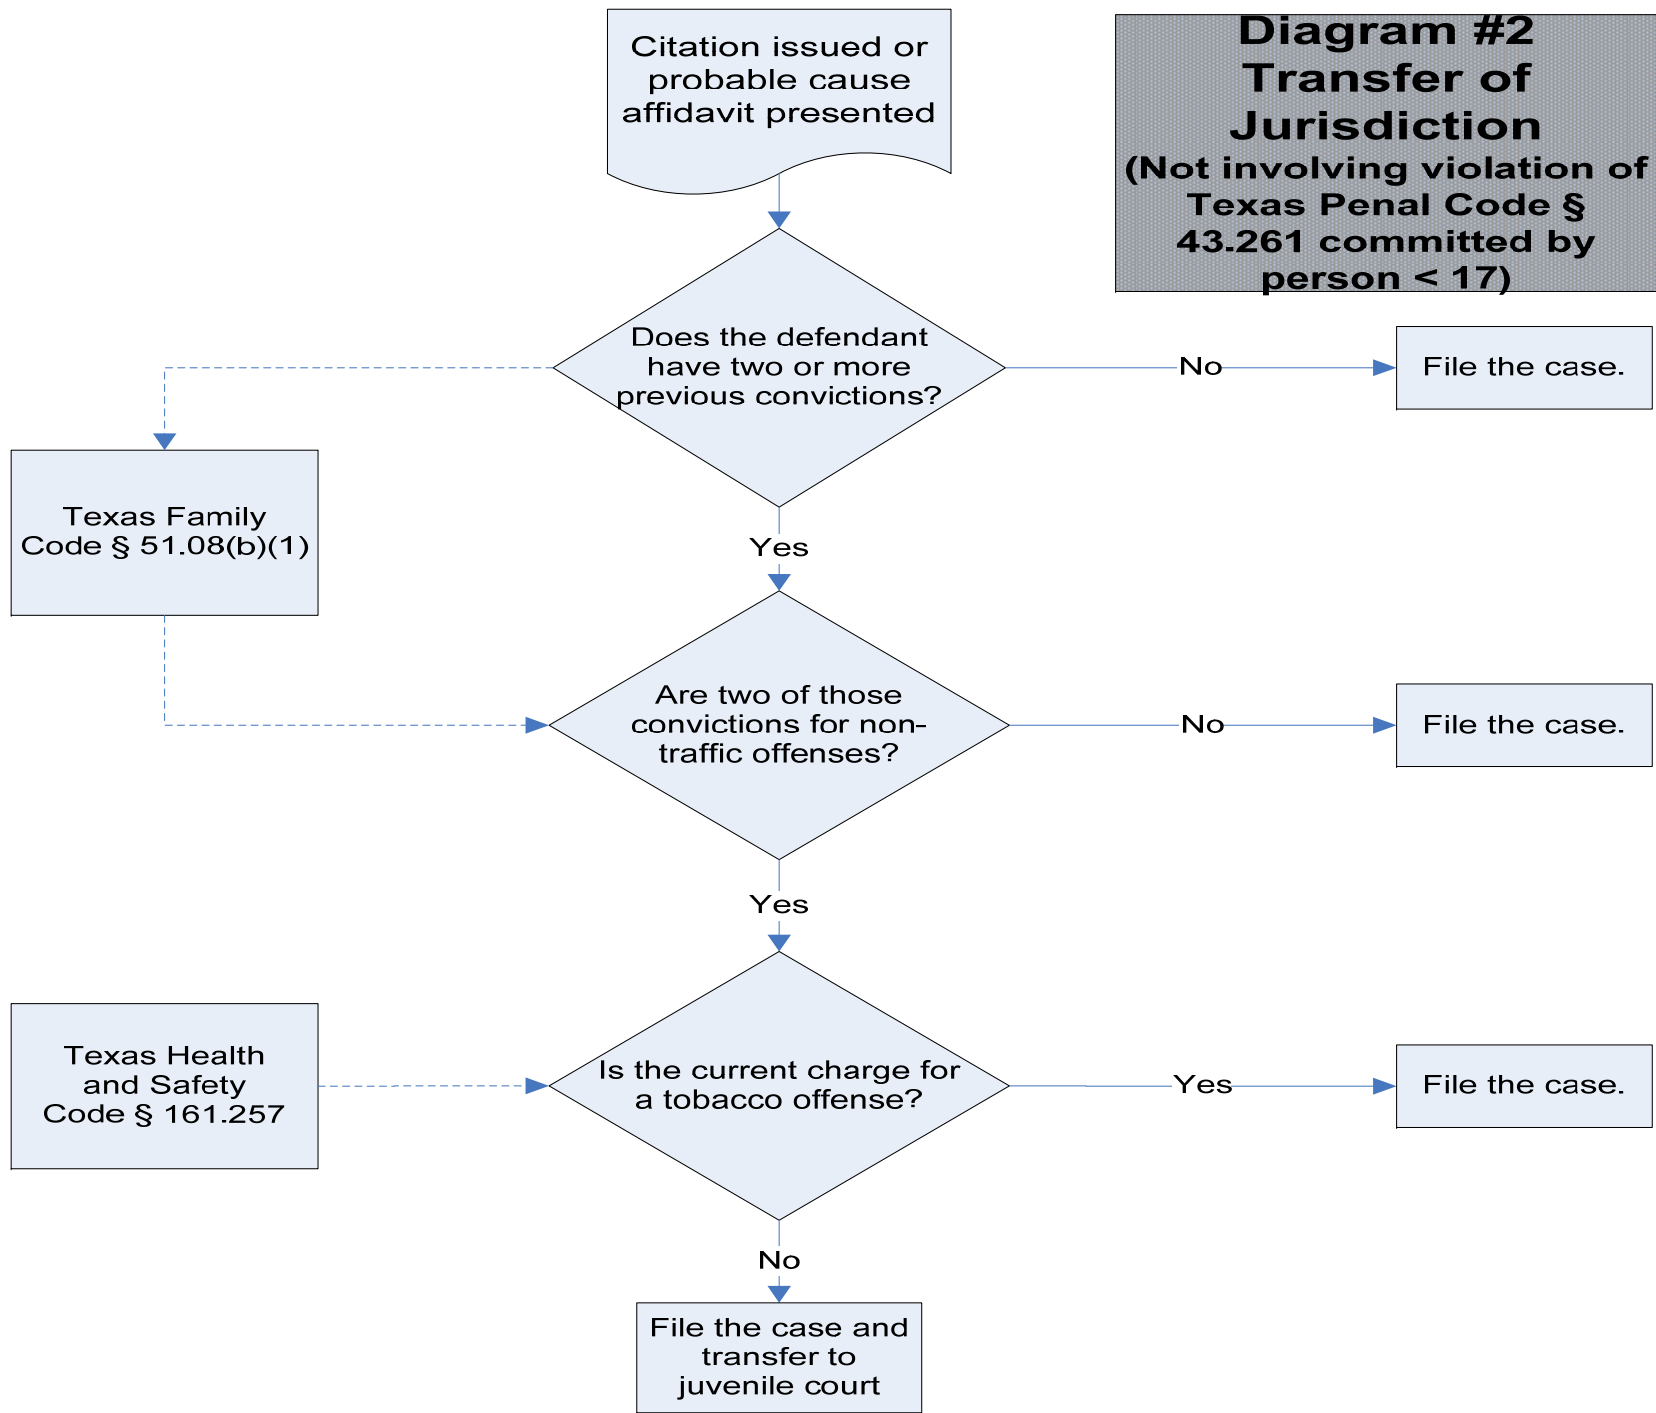 Citation issued or
probable cause
affidavit presented
Diagram #2
Transfer of
Jurisdiction
(Not involving violation of
Texas Penal Code §
43.261 committed by
person < 17)
Does the defendant
have two or more
previous convictions?
No
File the case.
Texas Family
Code § 51.08(b)(1)
Yes
Are two of those
convictions for non-
traffic offenses?
No
File the case.
Yes
Texas Health
and Safety
Code § 161.257
Is the current charge for
a tobacco offense?
Yes
File the case.
No
File the case and
transfer to
juvenile court